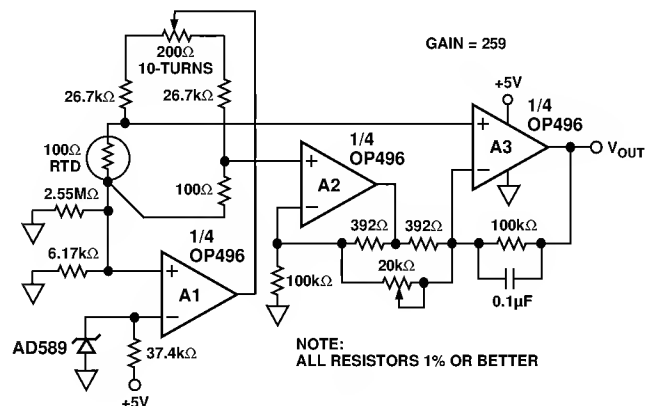 200Ω
10-TURNS
GAIN = 259
26.7kΩ
26.7kΩ
+5V
1/4
OP496
100Ω
RTD
1/4
OP496
+
A3
−
VOUT
+
A2
−
2.55MΩ
100Ω
392Ω
392Ω
100kΩ
1/4
OP496
6.17kΩ
+
A1
−
100kΩ
20kΩ
0.1µF
AD589
37.4kΩ
+5V
NOTE:
ALL RESISTORS 1% OR BETTER